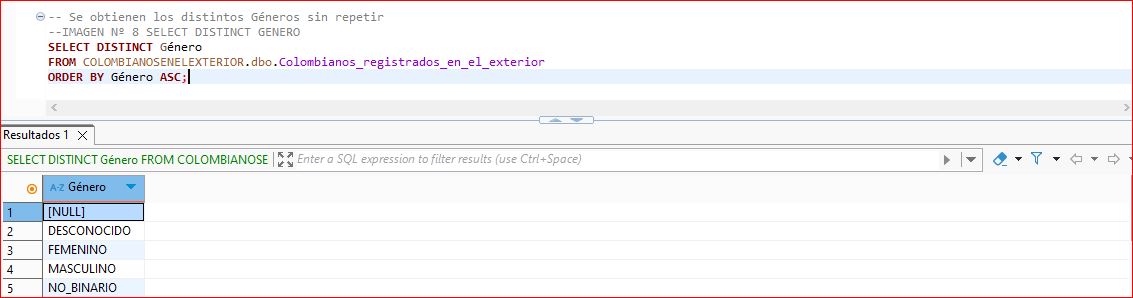 -- Se obtienen los distintos Géneros sin repetir
--IMAGEN Nº 8 SELECT DISTINCT GENERO
SELECT DISTINCT Género
FROM COLOMBIANOSENELEXTERIOR.dbo.Colombianos_registrados_en_el_exterior
ORDER BY Género ASC;
Resultados 1
SELECT DISTINCT Género FROM COLOMBIANOSE Enter a SQL expression to filter results (use Ctrl+Space)
A-Z Género
1 [NULL]
2 DESCONOCIDO
3 FEMENINO
4 MASCULINO
5 NO_BINARIO